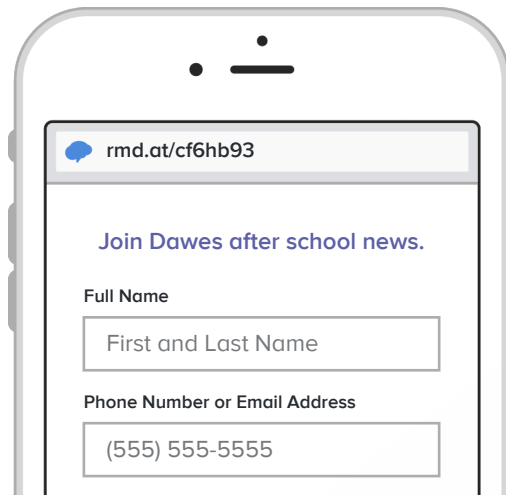 rmd.at/cf6hb93
Join Dawes after school news.
Full Name
First and Last Name
Phone Number or Email Address
(555) 555-5555